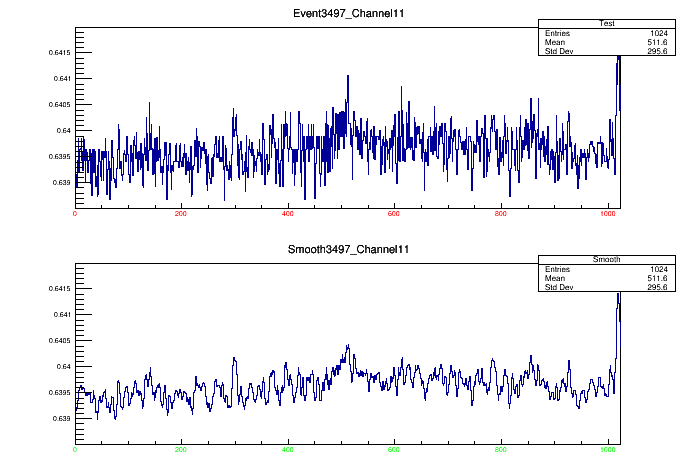 Event3497_Channel11
Test
Entries 1024
Mean 511.6
Std Dev 295.6
0.6415
0.641
0.6405
0.64
0.6395
0.639
0 200 400 600 800 1000
Smooth3497_Channel11
Smooth
Entries 1024
Mean 511.6
Std Dev 295.6
0.6415
0.641
0.6405
0.64
0.6395
0.639
0 200 400 600 800 1000